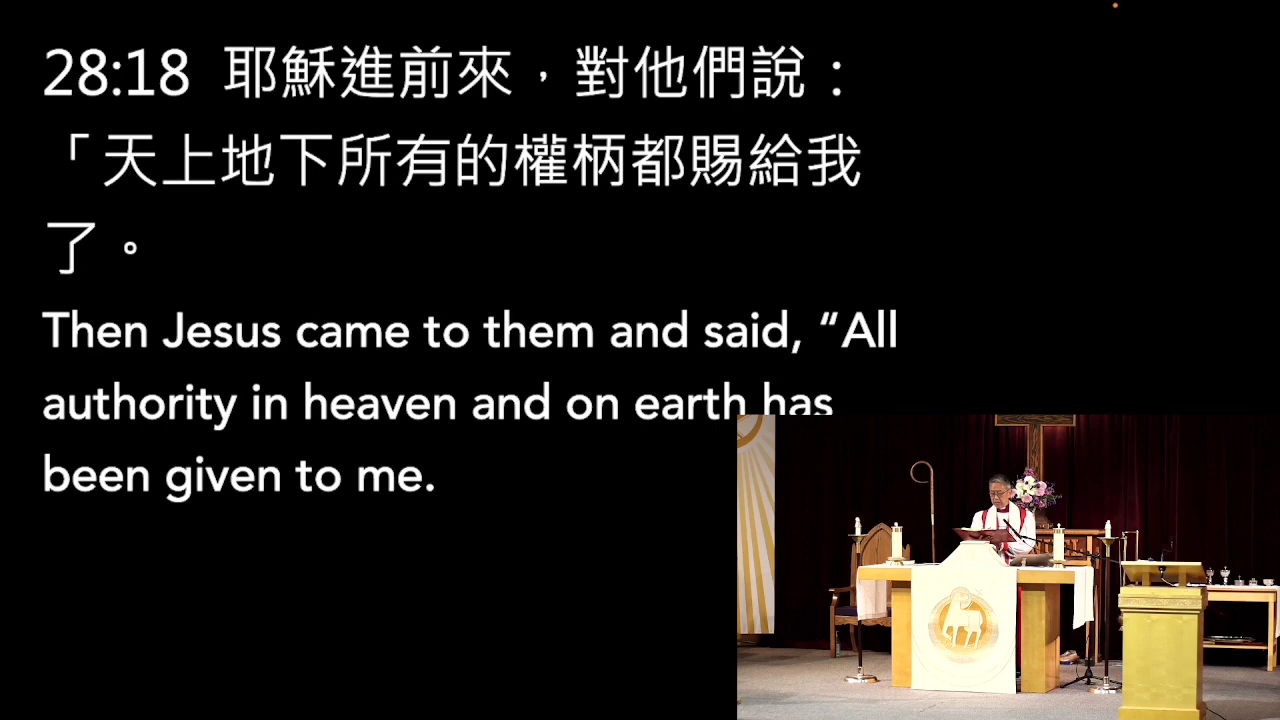 28:18 耶穌進前來，對他們說：
「天上地下所有的權柄都賜給我
了。
Then Jesus came to them and said, “All
authority in heaven and on earth has
been given to me.